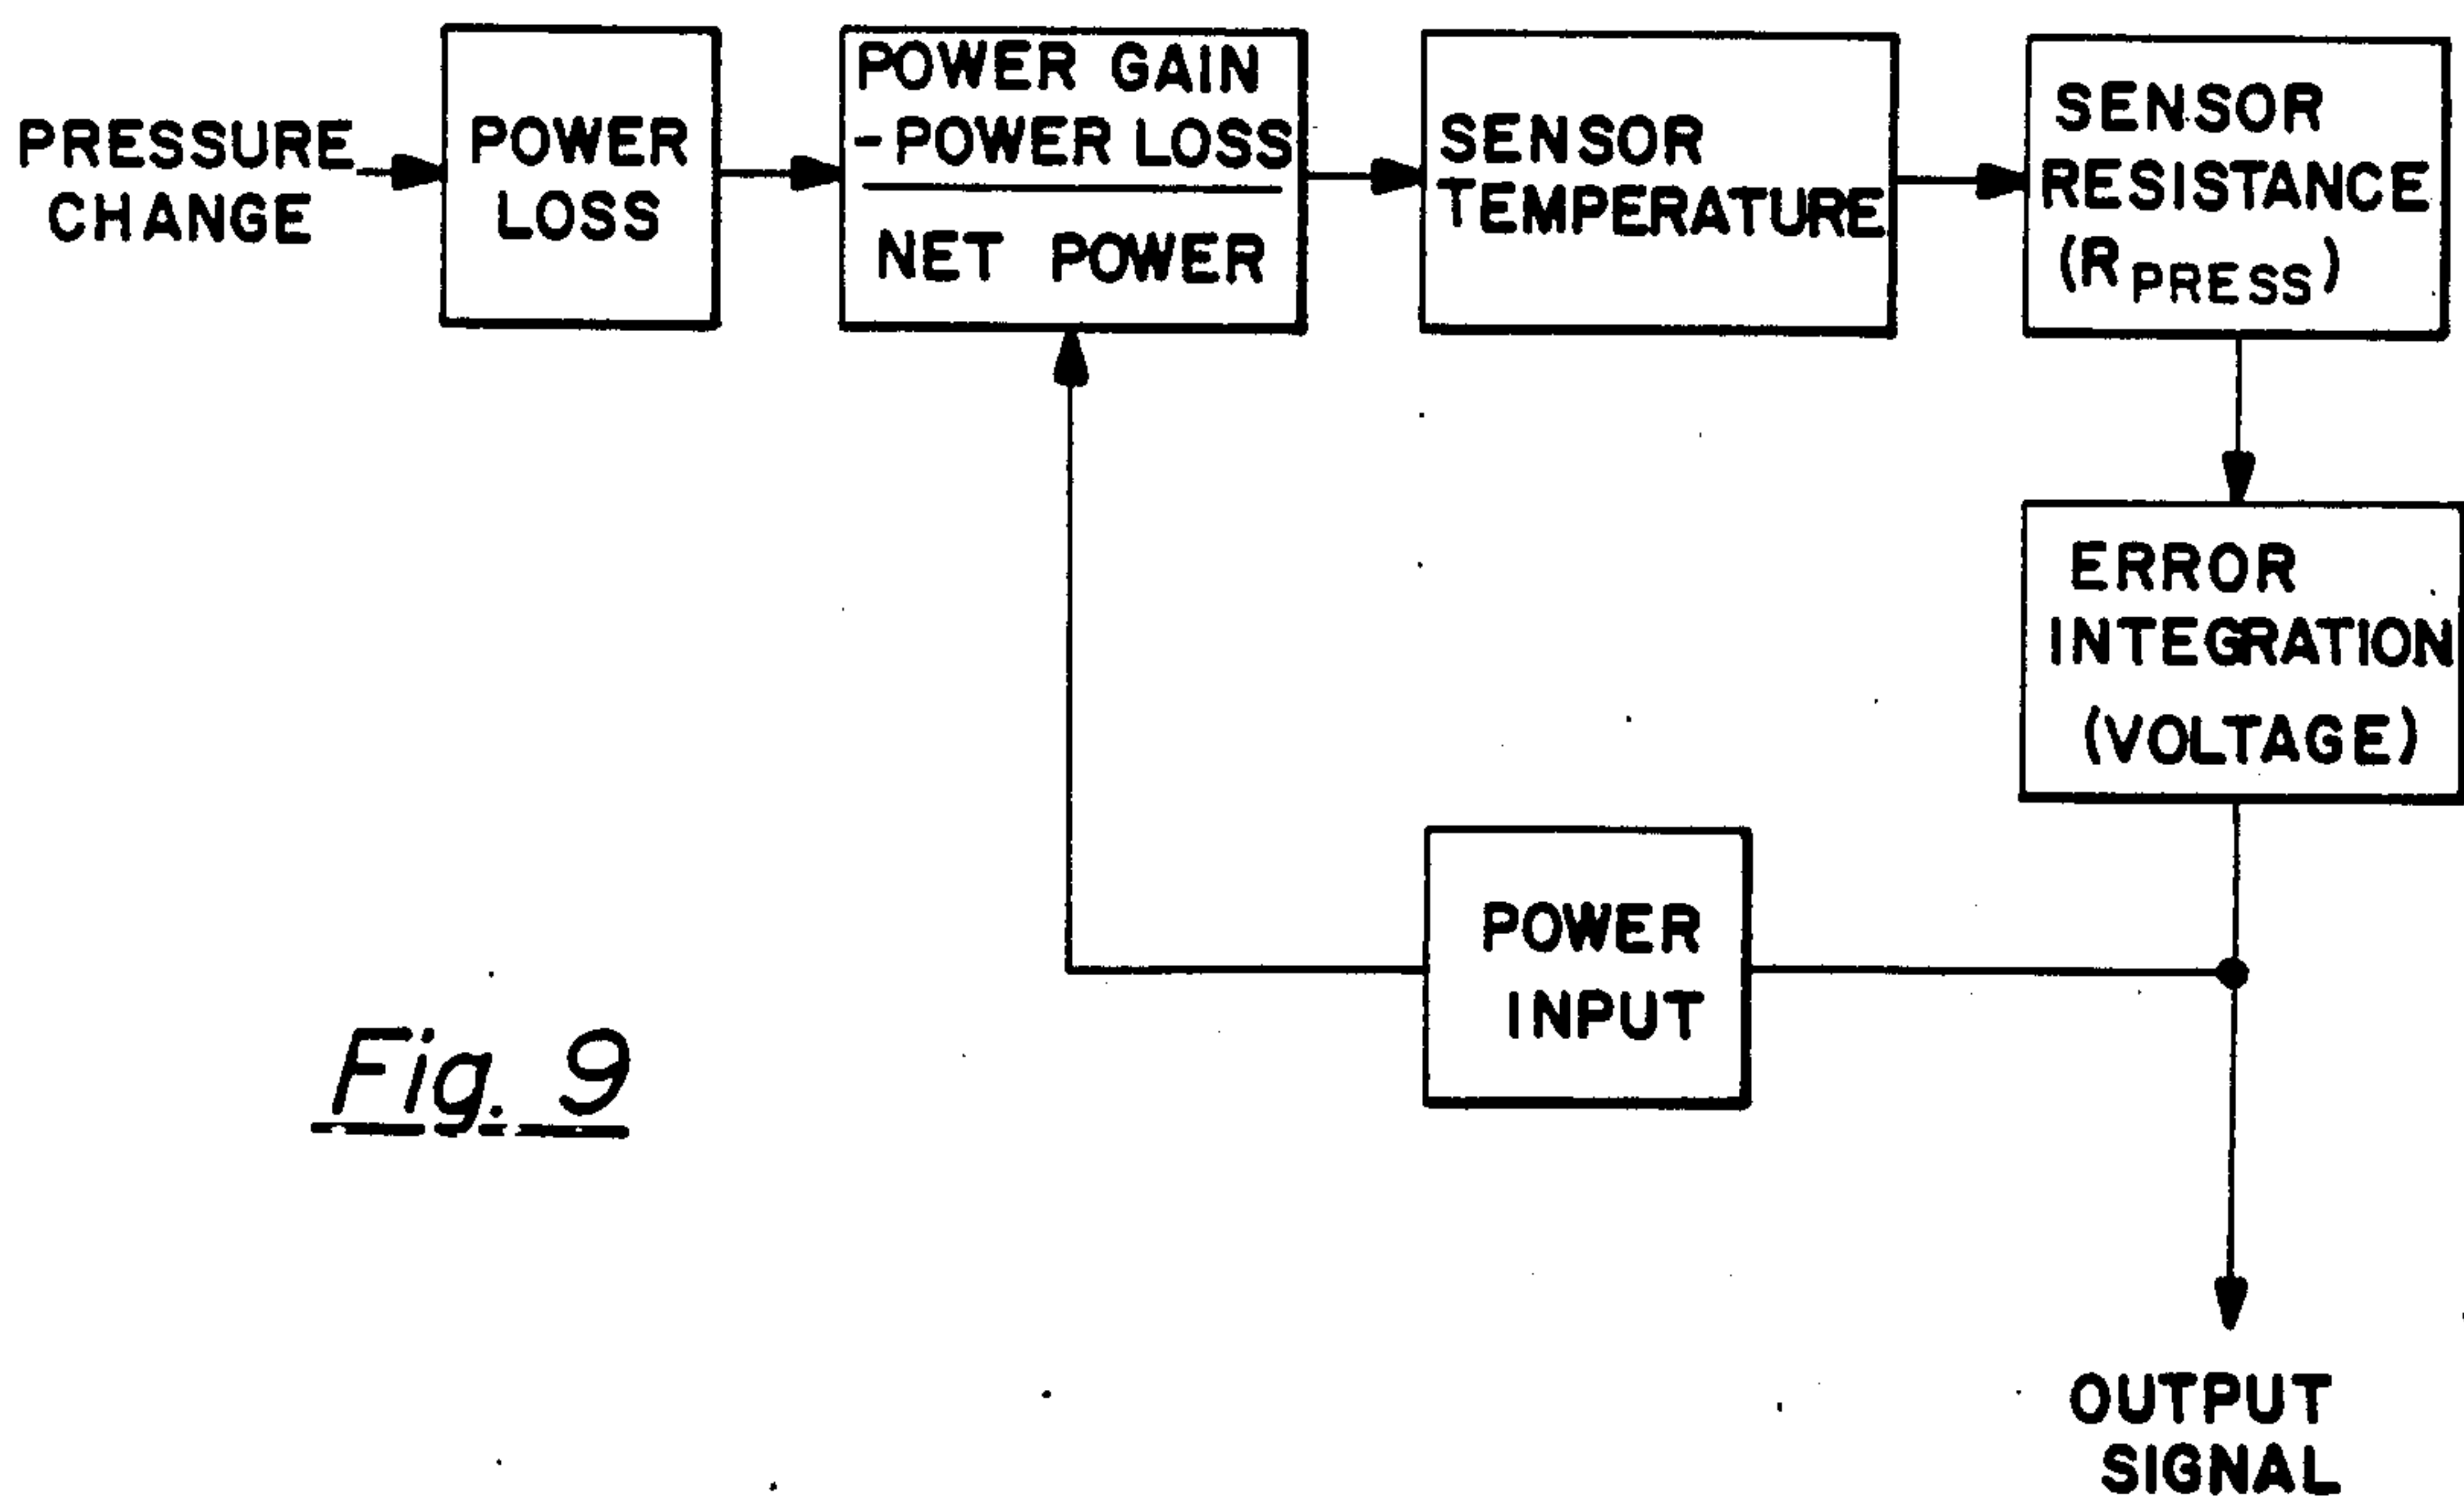 PRESSURE
CHANGE
POWER
LOSS
POWER GAIN
-POWER LOSS
NET POWER
SENSOR
TEMPERATURE
SENSOR
RESISTANCE
(RPRESS)
ERROR
INTEGRATION
(VOLTAGE)
POWER
INPUT
OUTPUT
SIGNAL
Fig. 9